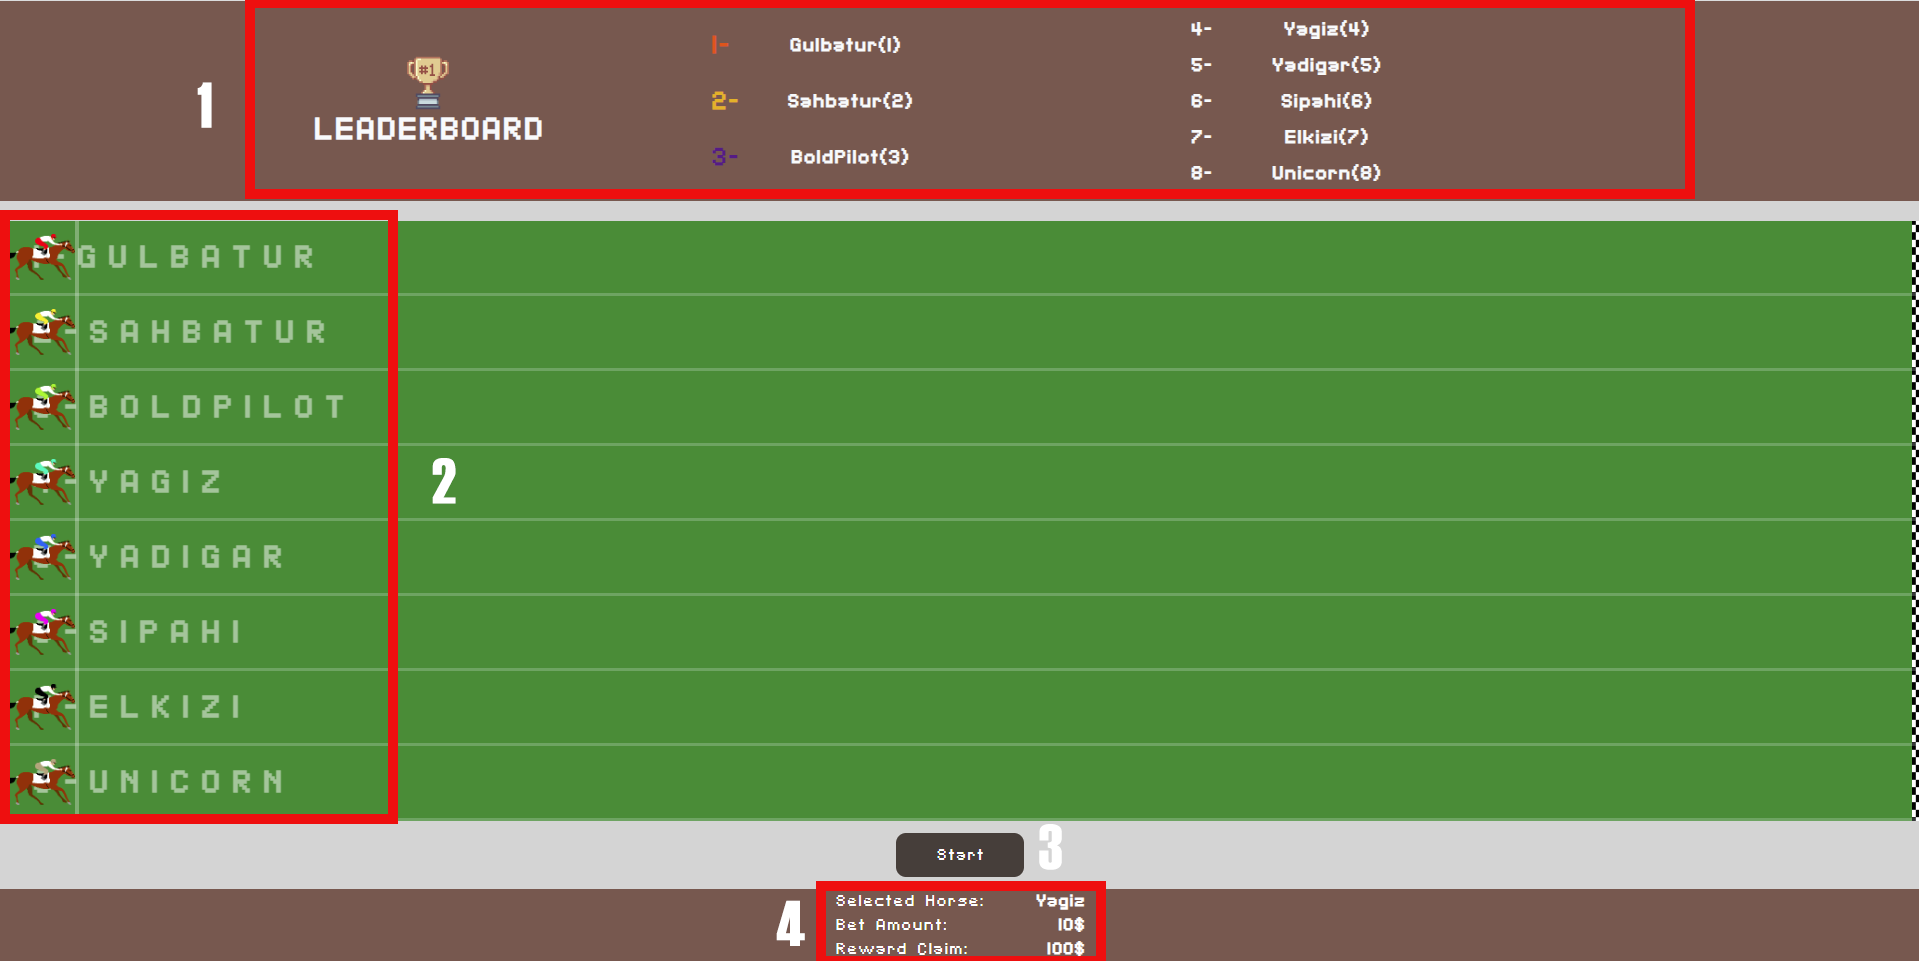 1
#1
LEADERBOARD
1- Gulbatur(1)
2- Sahbatur(2)
3- BoldPilot(3)
4- Yagiz(4)
5- Yadigar(5)
6- Sipahi(6)
7- Elkizi(7)
8- Unicorn(8)
GULBATUR
- SAHBATUR
- BOLDPILOT
- YAGIZ
2
- YADIGAR
- SIPAHI
- ELKIZI
- UNICORN
Start
3
4
Selected Horse: Yagiz
Bet Amount: 10$
Reward Claim: 100$